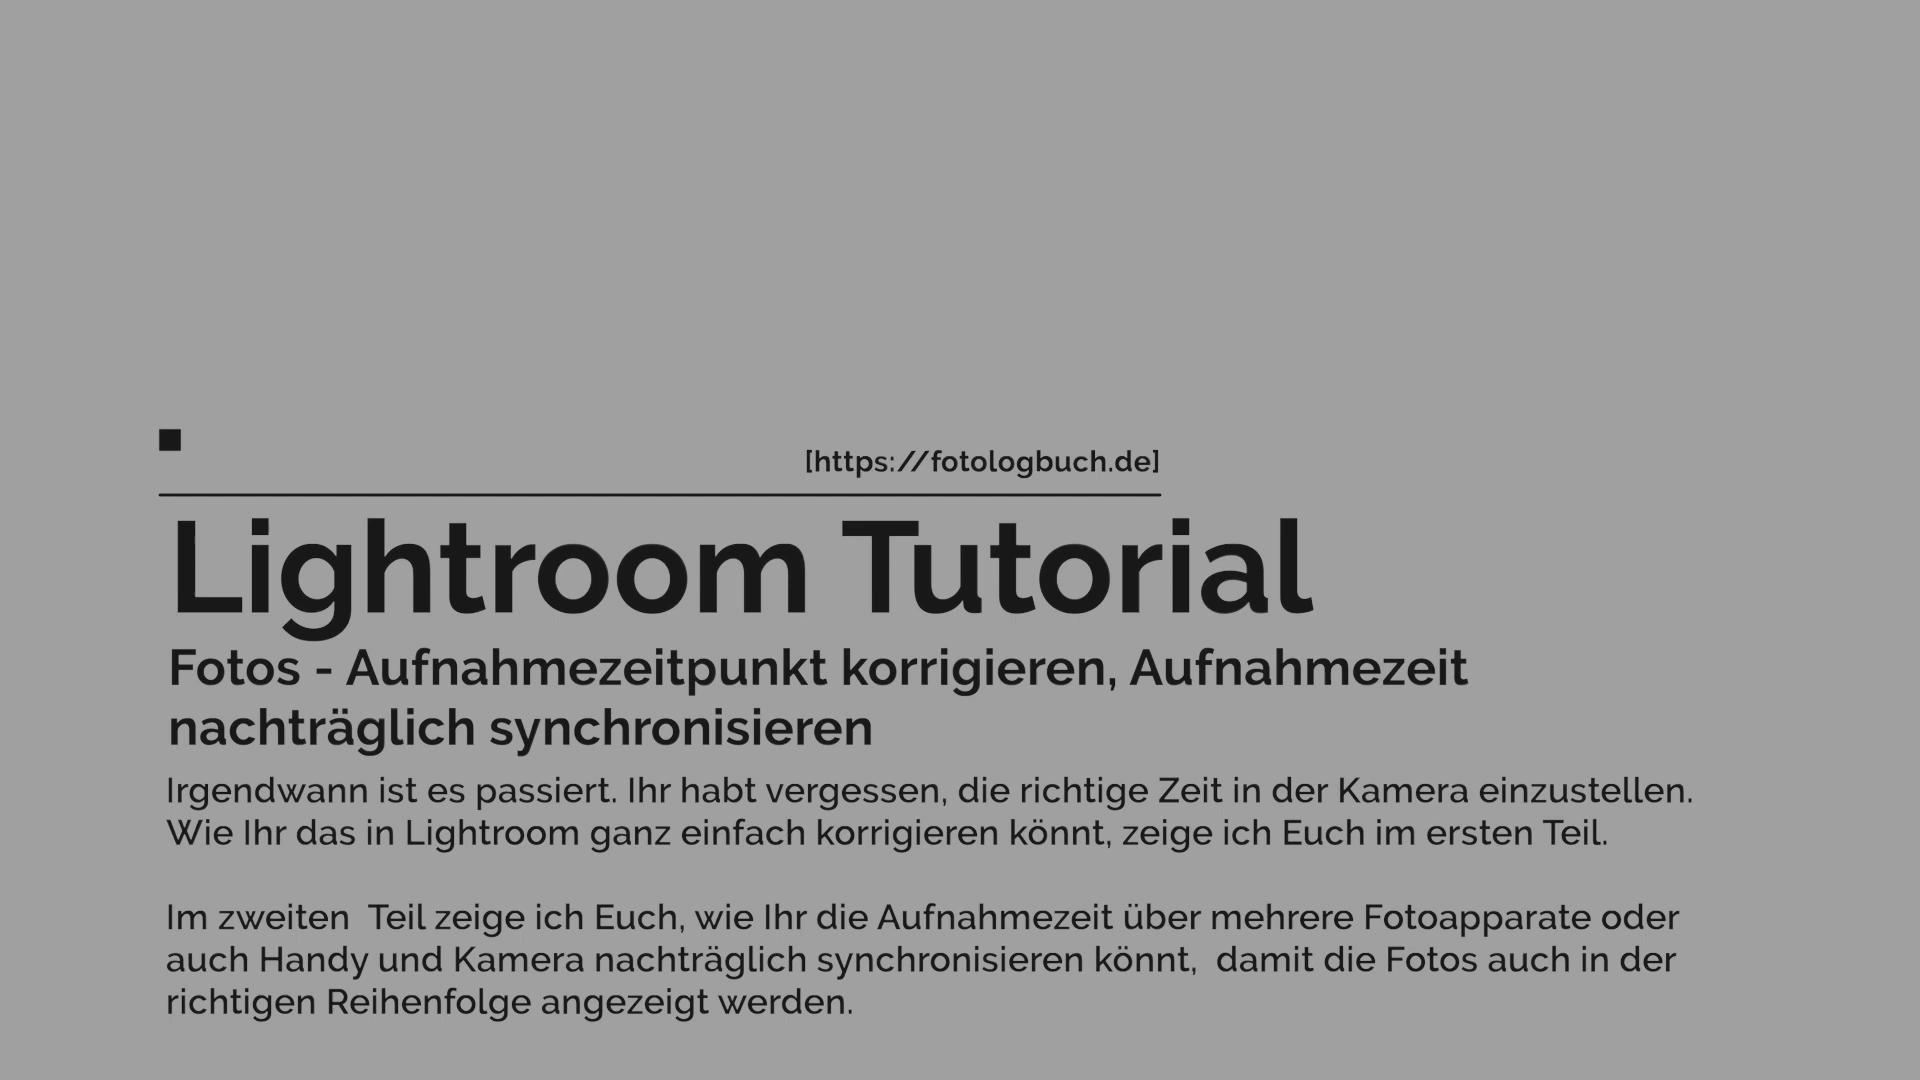 [https://fotologbuch.de]
Lightroom Tutorial
Fotos - Aufnahmezeitpunkt korrigieren, Aufnahmezeit
nachträglich synchronisieren
Irgendwann ist es passiert. Ihr habt vergessen, die richtige Zeit in der Kamera einzustellen.
Wie Ihr das in Lightroom ganz einfach korrigieren könnt, zeige ich Euch im ersten Teil.
Im zweiten  Teil zeige ich Euch, wie Ihr die Aufnahmezeit über mehrere Fotoapparate oder
auch Handy und Kamera nachträglich synchronisieren könnt,  damit die Fotos auch in der
richtigen Reihenfolge angezeigt werden.